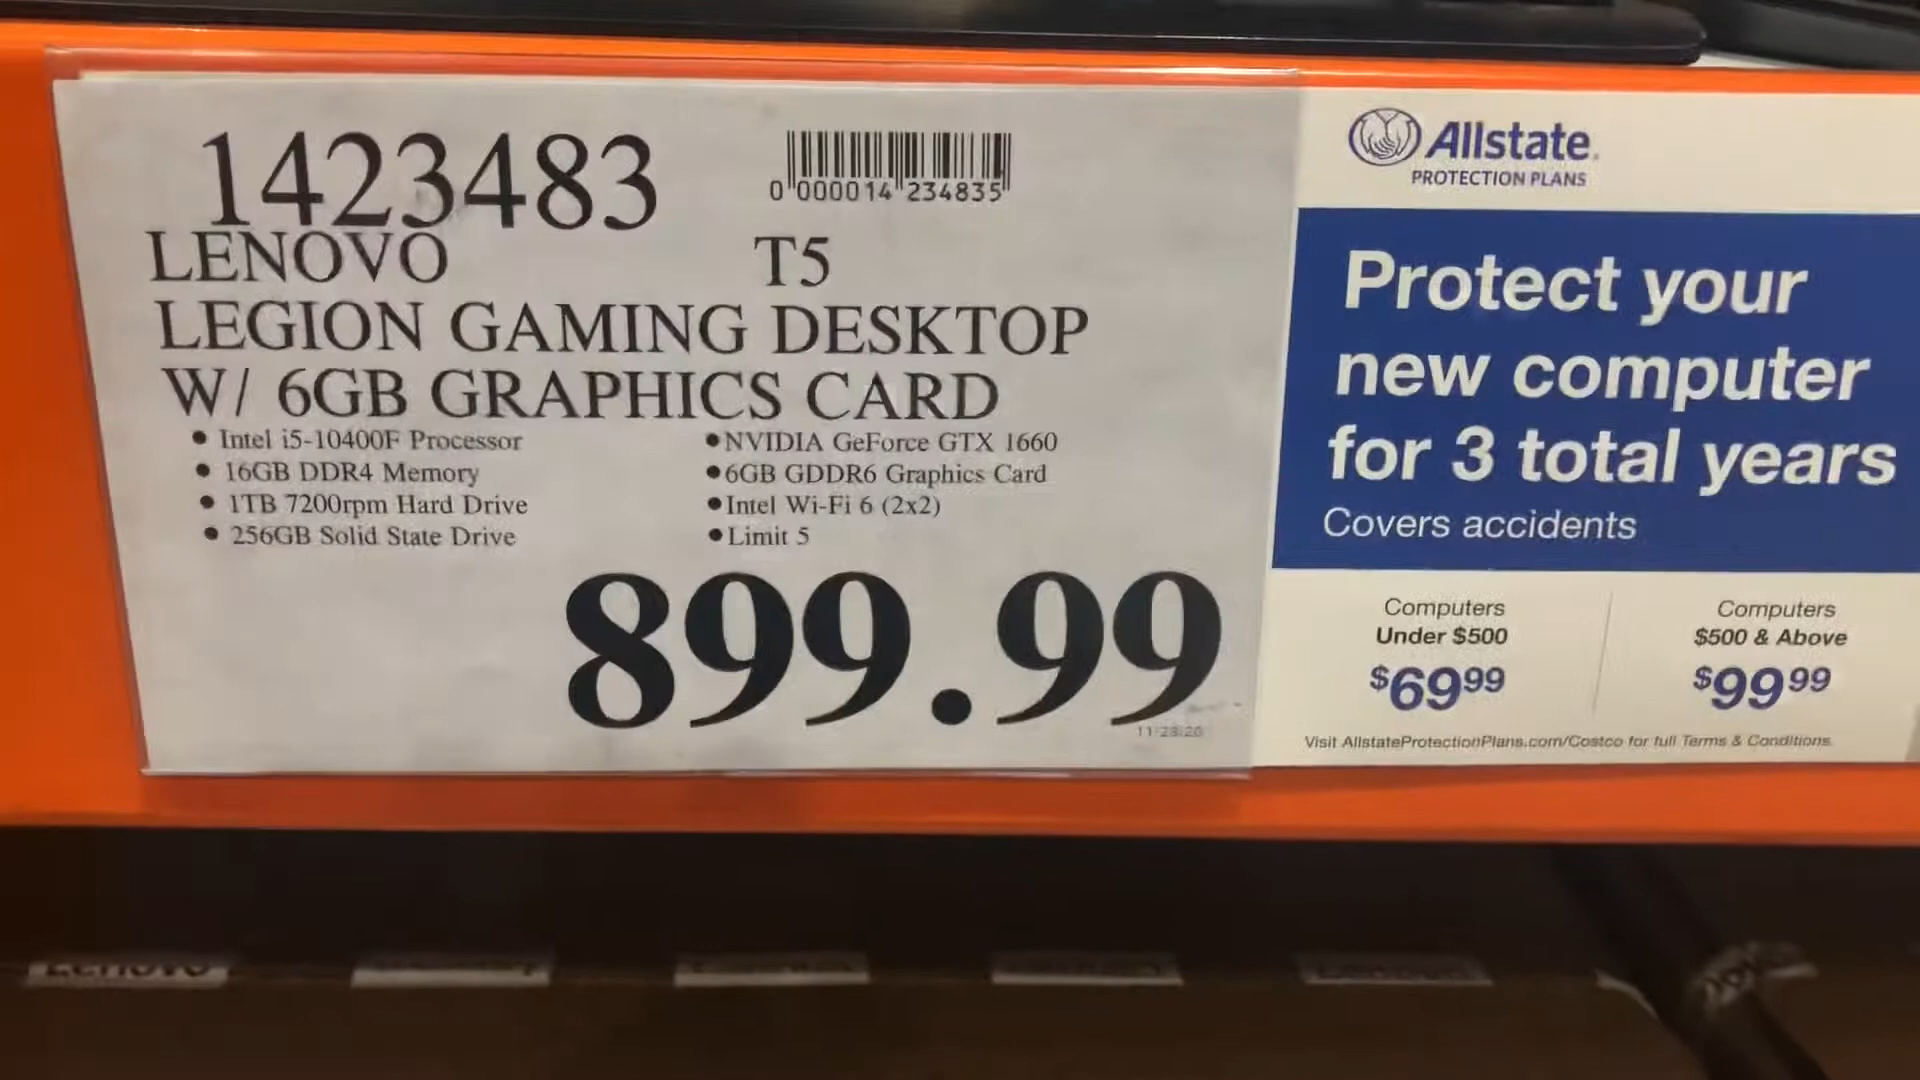 1423483
0 000014 234835
LENOVO T5
LEGION GAMING DESKTOP
W/ 6GB GRAPHICS CARD
• Intel i5-10400F Processor
• 16GB DDR4 Memory
• 1TB 7200rpm Hard Drive
• 256GB Solid State Drive
• NVIDIA GeForce GTX 1660
• 6GB GDDR6 Graphics Card
• Intel Wi-Fi 6 (2x2)
• Limit 5
899.99
Allstate
PROTECTION PLANS
Protect your
new computer
for 3 total years
Covers accidents
Computers
Under $500
$69⁹⁹
Computers
$500 & Above
$99⁹⁹
Visit AllstateProtectionPlans.com/Costco for full Terms & Conditions.
Lenovo